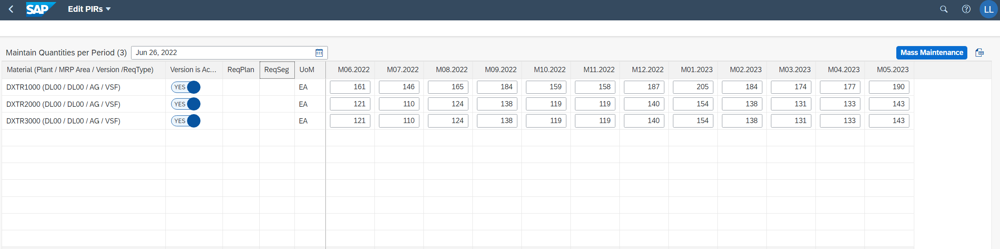 SAP Edit PIRs LL
Maintain Quantities per Period (3) Jun 26, 2022 Mass Maintenance
Material (Plant / MRP Area / Version /ReqType) Version is Ac... ReqPlan ReqSeg UoM M06.2022 M07.2022 M08.2022 M09.2022 M10.2022 M11.2022 M12.2022 M01.2023 M02.2023 M03.2023 M04.2023 M05.2023
DXTR1000 (DL00 / DL00 / AG / VSF) YES EA 161 146 165 184 159 158 187 205 184 174 177 190
DXTR2000 (DL00 / DL00 / AG / VSF) YES EA 121 110 124 138 119 119 140 154 138 131 133 143
DXTR3000 (DL00 / DL00 / AG / VSF) YES EA 121 110 124 138 119 119 140 154 138 131 133 143